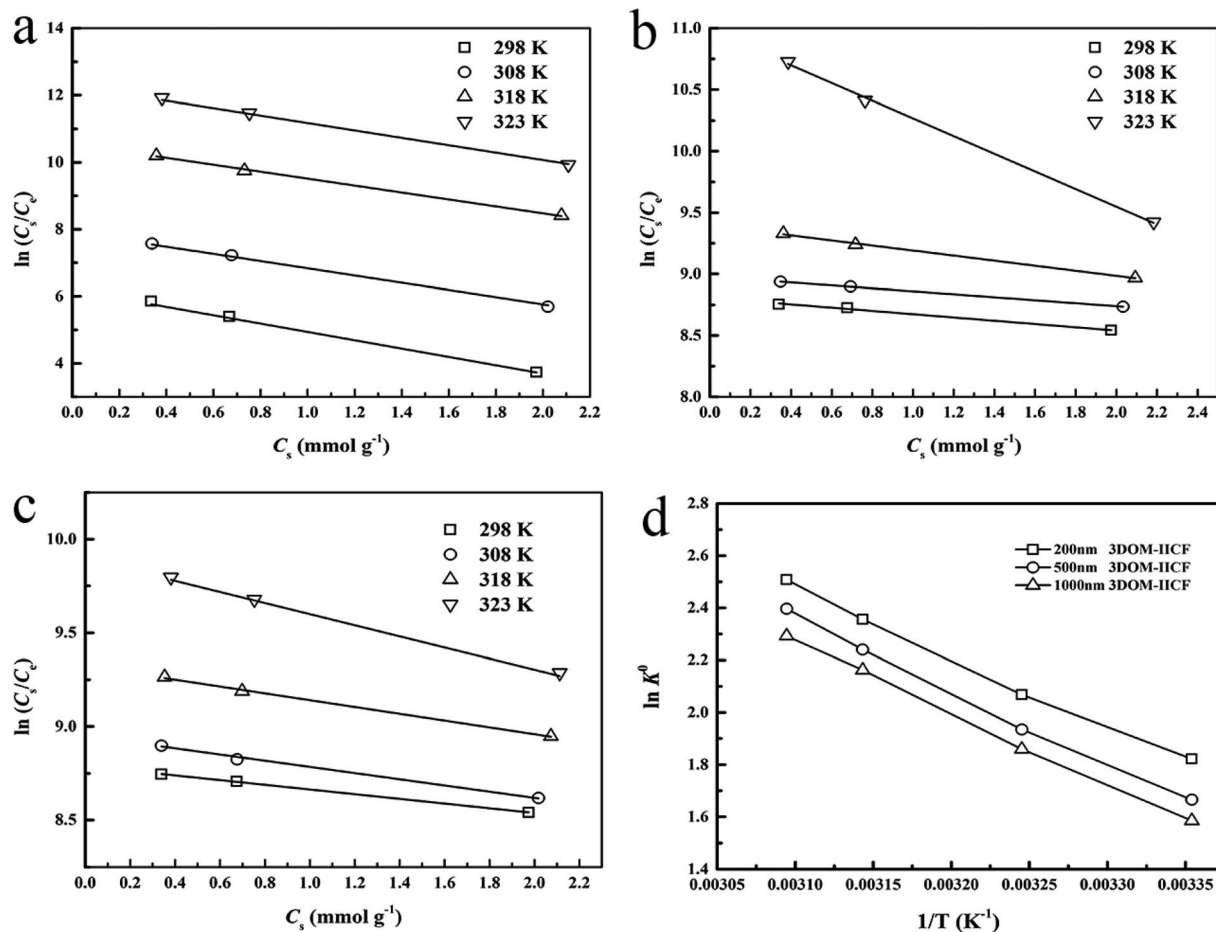 a
14
12
10
8
6
4
ln (Cs/Ce)
298 K
308 K
318 K
323 K
0.0 0.2 0.4 0.6 0.8 1.0 1.2 1.4 1.6 1.8 2.0 2.2
Cs (mmol g⁻¹)
b
11.0
10.5
10.0
9.5
9.0
8.5
8.0
ln (Cs/Ce)
298 K
308 K
318 K
323 K
0.0 0.2 0.4 0.6 0.8 1.0 1.2 1.4 1.6 1.8 2.0 2.2 2.4
Cs (mmol g⁻¹)
c
10.0
9.5
9.0
8.5
ln (Cs/Ce)
298 K
308 K
318 K
323 K
0.0 0.2 0.4 0.6 0.8 1.0 1.2 1.4 1.6 1.8 2.0 2.2
Cs (mmol g⁻¹)
d
2.8
2.6
2.4
2.2
2.0
1.8
1.6
1.4
ln K⁰
200nm 3DOM-IICF
500nm 3DOM-IICF
1000nm 3DOM-IICF
0.00305 0.00310 0.00315 0.00320 0.00325 0.00330 0.00335
1/T (K⁻¹)